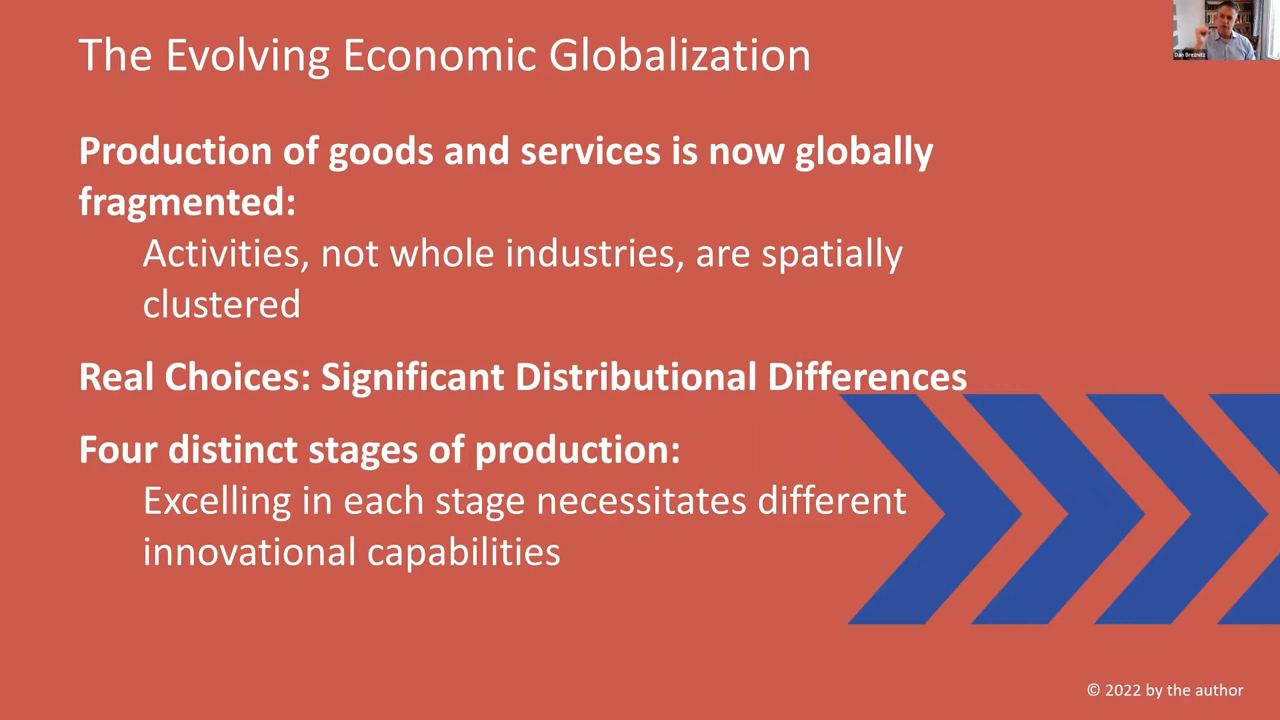 The Evolving Economic Globalization
Dan Breznitz
Production of goods and services is now globally
fragmented:
Activities, not whole industries, are spatially
clustered
Real Choices: Significant Distributional Differences
Four distinct stages of production:
Excelling in each stage necessitates different
innovational capabilities
© 2022 by the author